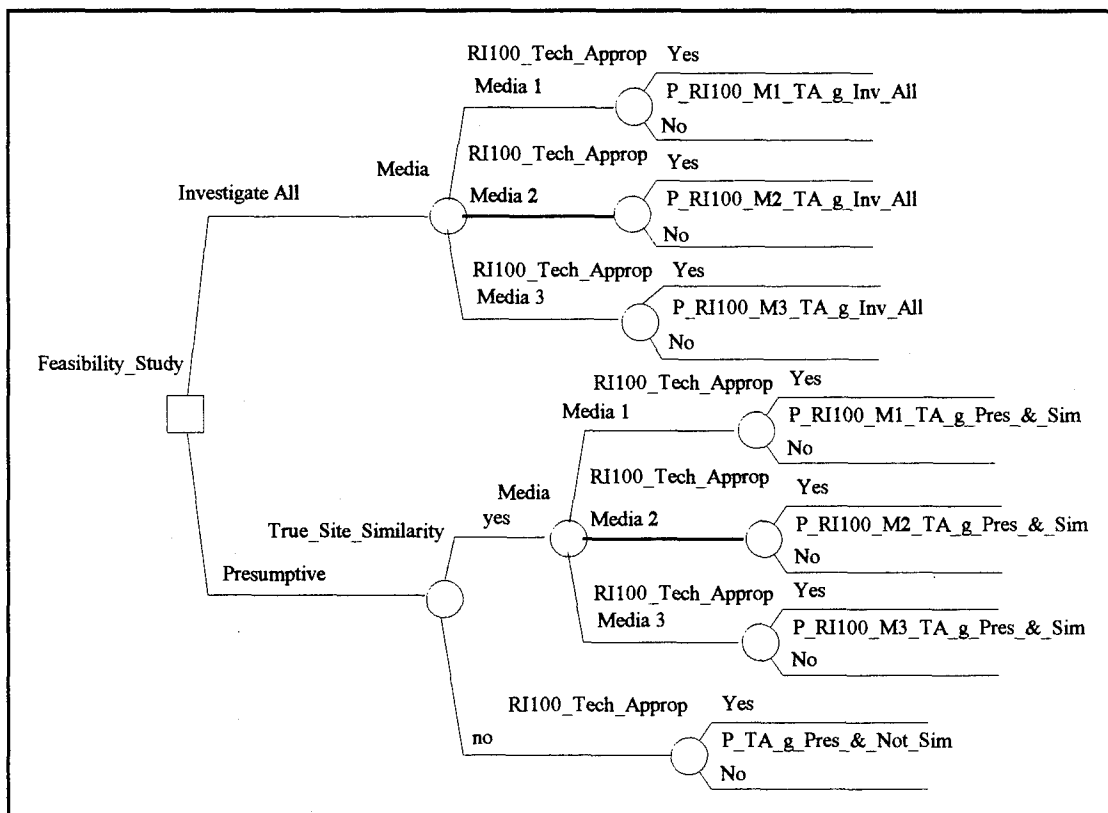 RI100_Tech_Approp Yes
Media 1
P_RI100_M1_TA_g_Inv_All
No
RI100_Tech_Approp Yes
Media
Media 2
P_RI100_M2_TA_g_Inv_All
Investigate All
No
RI100_Tech_Approp Yes
Media 3
P_RI100_M3_TA_g_Inv_All
No
Feasibility_Study
RI100_Tech_Approp Yes
Media 1
P_RI100_M1_TA_g_Pres_&_Sim
No
RI100_Tech_Approp Yes
Media
yes
Media 2
P_RI100_M2_TA_g_Pres_&_Sim
True_Site_Similarity
No
Presumptive
RI100_Tech_Approp Yes
Media 3
P_RI100_M3_TA_g_Pres_&_Sim
No
RI100_Tech_Approp Yes
no
P_TA_g_Pres_&_Not_Sim
No